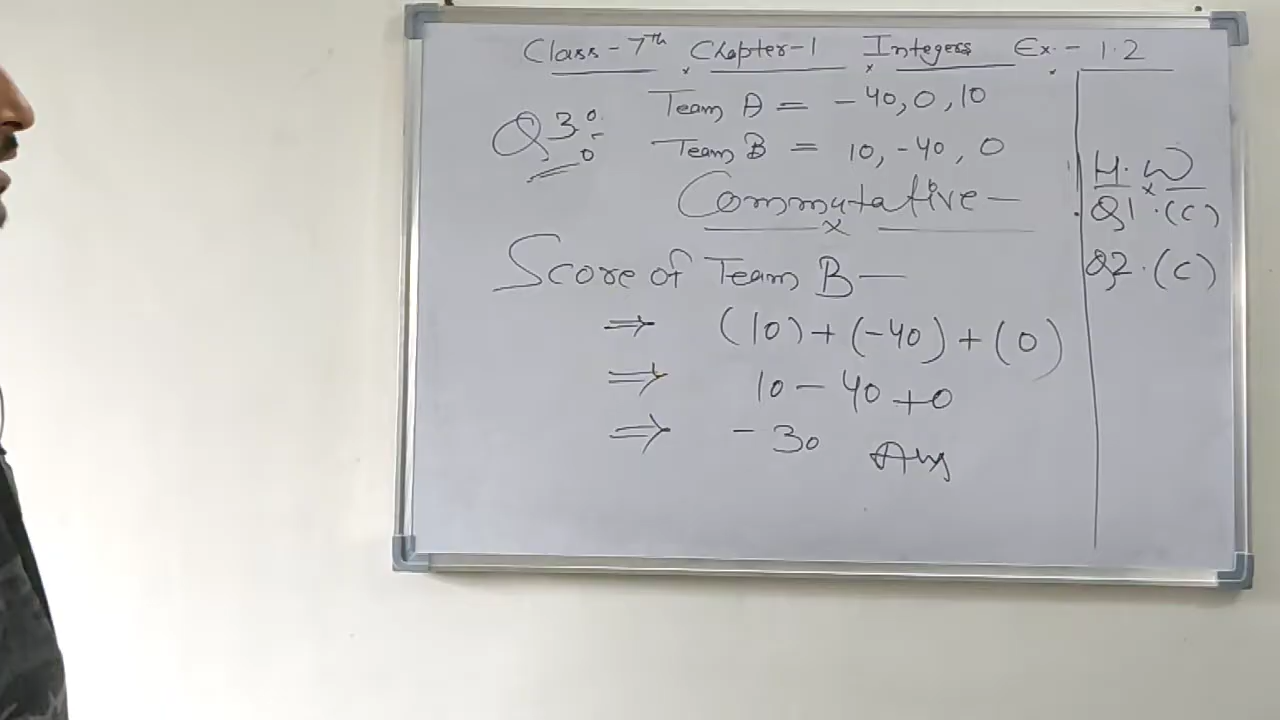 Class-7th Chapter-1 Integers Ex.-1.2
Q3: Team A = -40, 0, 10
Team B = 10, -40, 0
Commutative-
Score of Team B-
⇒ (10)+(-40)+(0)
⇒ 10-40+0
⇒ -30 Ans
H.W
Q1.(c)
Q2.(c)